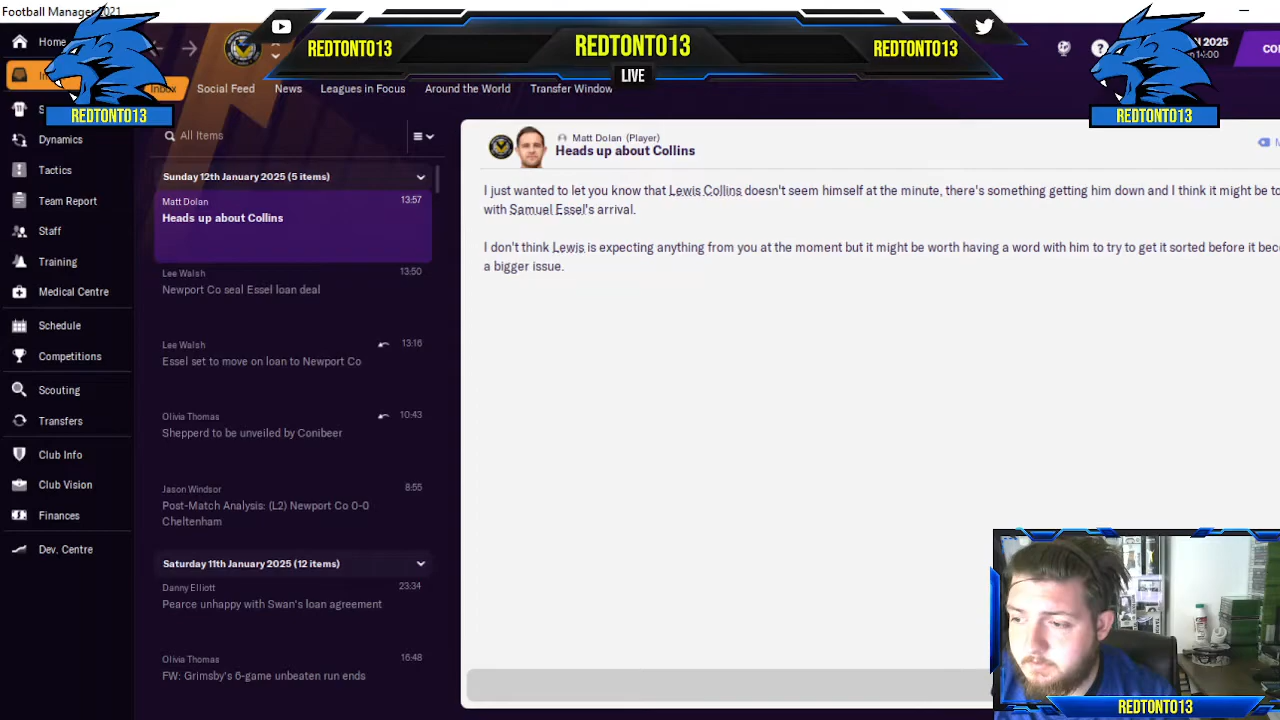 Football Manager 2021
REDTONTO13
REDTONTO13
REDTONTO13
LIVE
REDTONTO13
REDTONTO13
Home
2025
14:00
Inbox
Social Feed
News
Leagues in Focus
Around the World
Transfer Window
Dynamics
Tactics
Team Report
Staff
Training
Medical Centre
Schedule
Competitions
Scouting
Transfers
Club Info
Club Vision
Finances
Dev. Centre
All Items
Sunday 12th January 2025 (5 items)
Matt Dolan 13:57
Heads up about Collins
Lee Walsh 13:50
Newport Co seal Essel loan deal
Lee Walsh 13:16
Essel set to move on loan to Newport Co
Olivia Thomas 10:43
Shepperd to be unveiled by Conibeer
Jason Windsor 8:55
Post-Match Analysis: (L2) Newport Co 0-0
Cheltenham
Saturday 11th January 2025 (12 items)
Danny Elliott 23:34
Pearce unhappy with Swan's loan agreement
Olivia Thomas 16:48
FW: Grimsby's 6-game unbeaten run ends
Matt Dolan (Player)
Heads up about Collins
I just wanted to let you know that Lewis Collins doesn't seem himself at the minute, there's something getting him down and I think it might be to
with Samuel Essel's arrival.
I don't think Lewis is expecting anything from you at the moment but it might be worth having a word with him to try to get it sorted before it bec
a bigger issue.
REDTONTO13